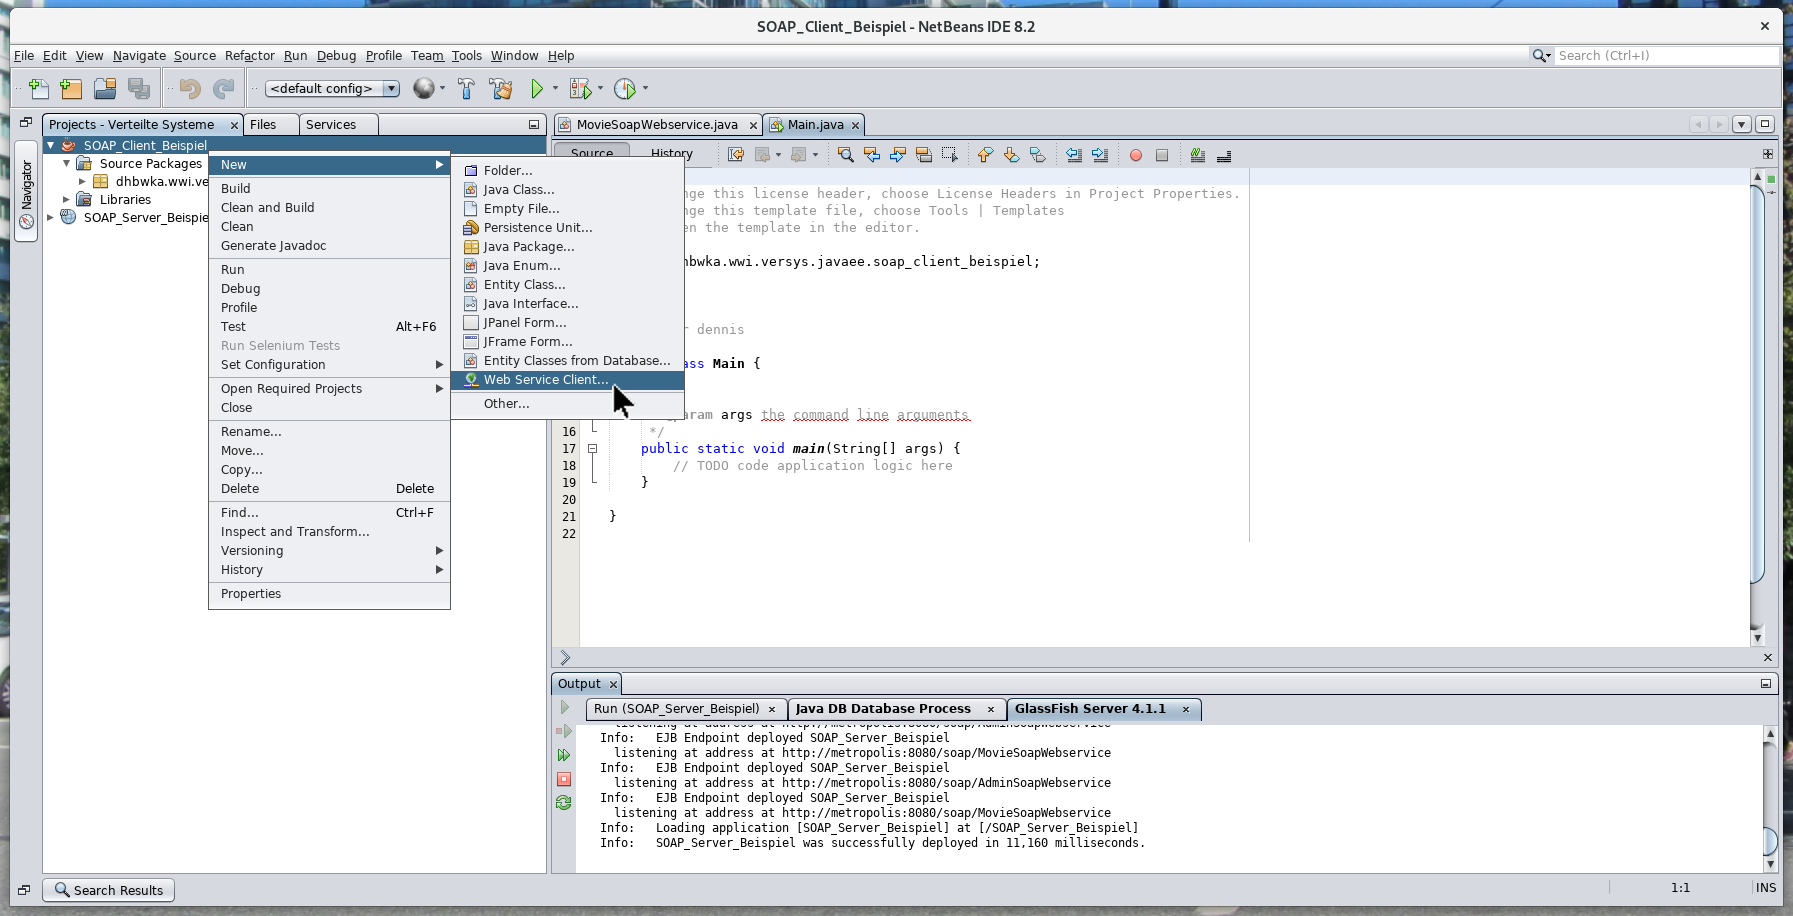 SOAP_Client_Beispiel - NetBeans IDE 8.2
File Edit View Navigate Source Refactor Run Debug Profile Team Tools Window Help
Search (Ctrl+I)
<default config>
Projects - Verteilte Systeme
Files
Services
Navigator
SOAP_Client_Beispiel
Source Packages
dhbwka.wwi.ve
Libraries
SOAP_Server_Beispie
New
Build
Clean and Build
Clean
Generate Javadoc
Run
Debug
Profile
Test Alt+F6
Run Selenium Tests
Set Configuration
Open Required Projects
Close
Rename...
Move...
Copy...
Delete Delete
Find... Ctrl+F
Inspect and Transform...
Versioning
History
Properties
Folder...
Java Class...
Empty File...
Persistence Unit...
Java Package...
Java Enum...
Entity Class...
Java Interface...
JPanel Form...
JFrame Form...
Entity Classes from Database...
Web Service Client...
Other...
MovieSoapWebservice.java
Main.java
Source
History
nge this license header, choose License Headers in Project Properties.
nge this template file, choose Tools | Templates
en the template in the editor.
hbwka.wwi.versys.javaee.soap_client_beispiel;
r dennis
ass Main {
param args the command line arguments
16 */
17 public static void main(String[] args) {
18 // TODO code application logic here
19 }
20
21 }
22
Output
Run (SOAP_Server_Beispiel)
Java DB Database Process
GlassFish Server 4.1.1
listening at address at http://metropolis:8080/soap/AdminSoapWebservice
Info: EJB Endpoint deployed SOAP_Server_Beispiel
listening at address at http://metropolis:8080/soap/MovieSoapWebservice
Info: EJB Endpoint deployed SOAP_Server_Beispiel
listening at address at http://metropolis:8080/soap/AdminSoapWebservice
Info: EJB Endpoint deployed SOAP_Server_Beispiel
listening at address at http://metropolis:8080/soap/MovieSoapWebservice
Info: Loading application [SOAP_Server_Beispiel] at [/SOAP_Server_Beispiel]
Info: SOAP_Server_Beispiel was successfully deployed in 11,160 milliseconds.
Search Results
1:1
INS